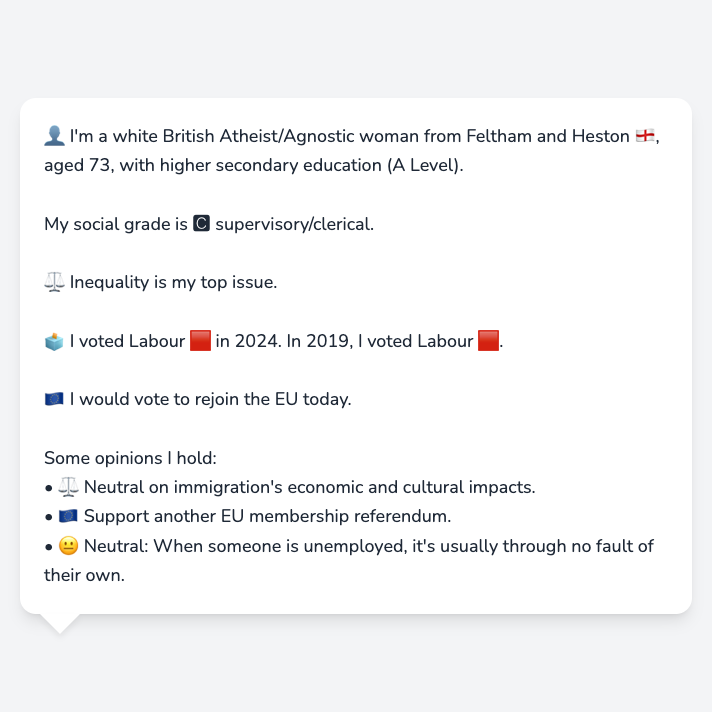 👤 I'm a white British Atheist/Agnostic woman from Feltham and Heston 🏴󠁧󠁢󠁥󠁮󠁧󠁿,
aged 73, with higher secondary education (A Level).
My social grade is 🅲 supervisory/clerical.
⚖️ Inequality is my top issue.
🗳️ I voted Labour 🟥 in 2024. In 2019, I voted Labour 🟥.
🇪🇺 I would vote to rejoin the EU today.
Some opinions I hold:
• ⚖️ Neutral on immigration's economic and cultural impacts.
• 🇪🇺 Support another EU membership referendum.
• 😐 Neutral: When someone is unemployed, it's usually through no fault of
their own.